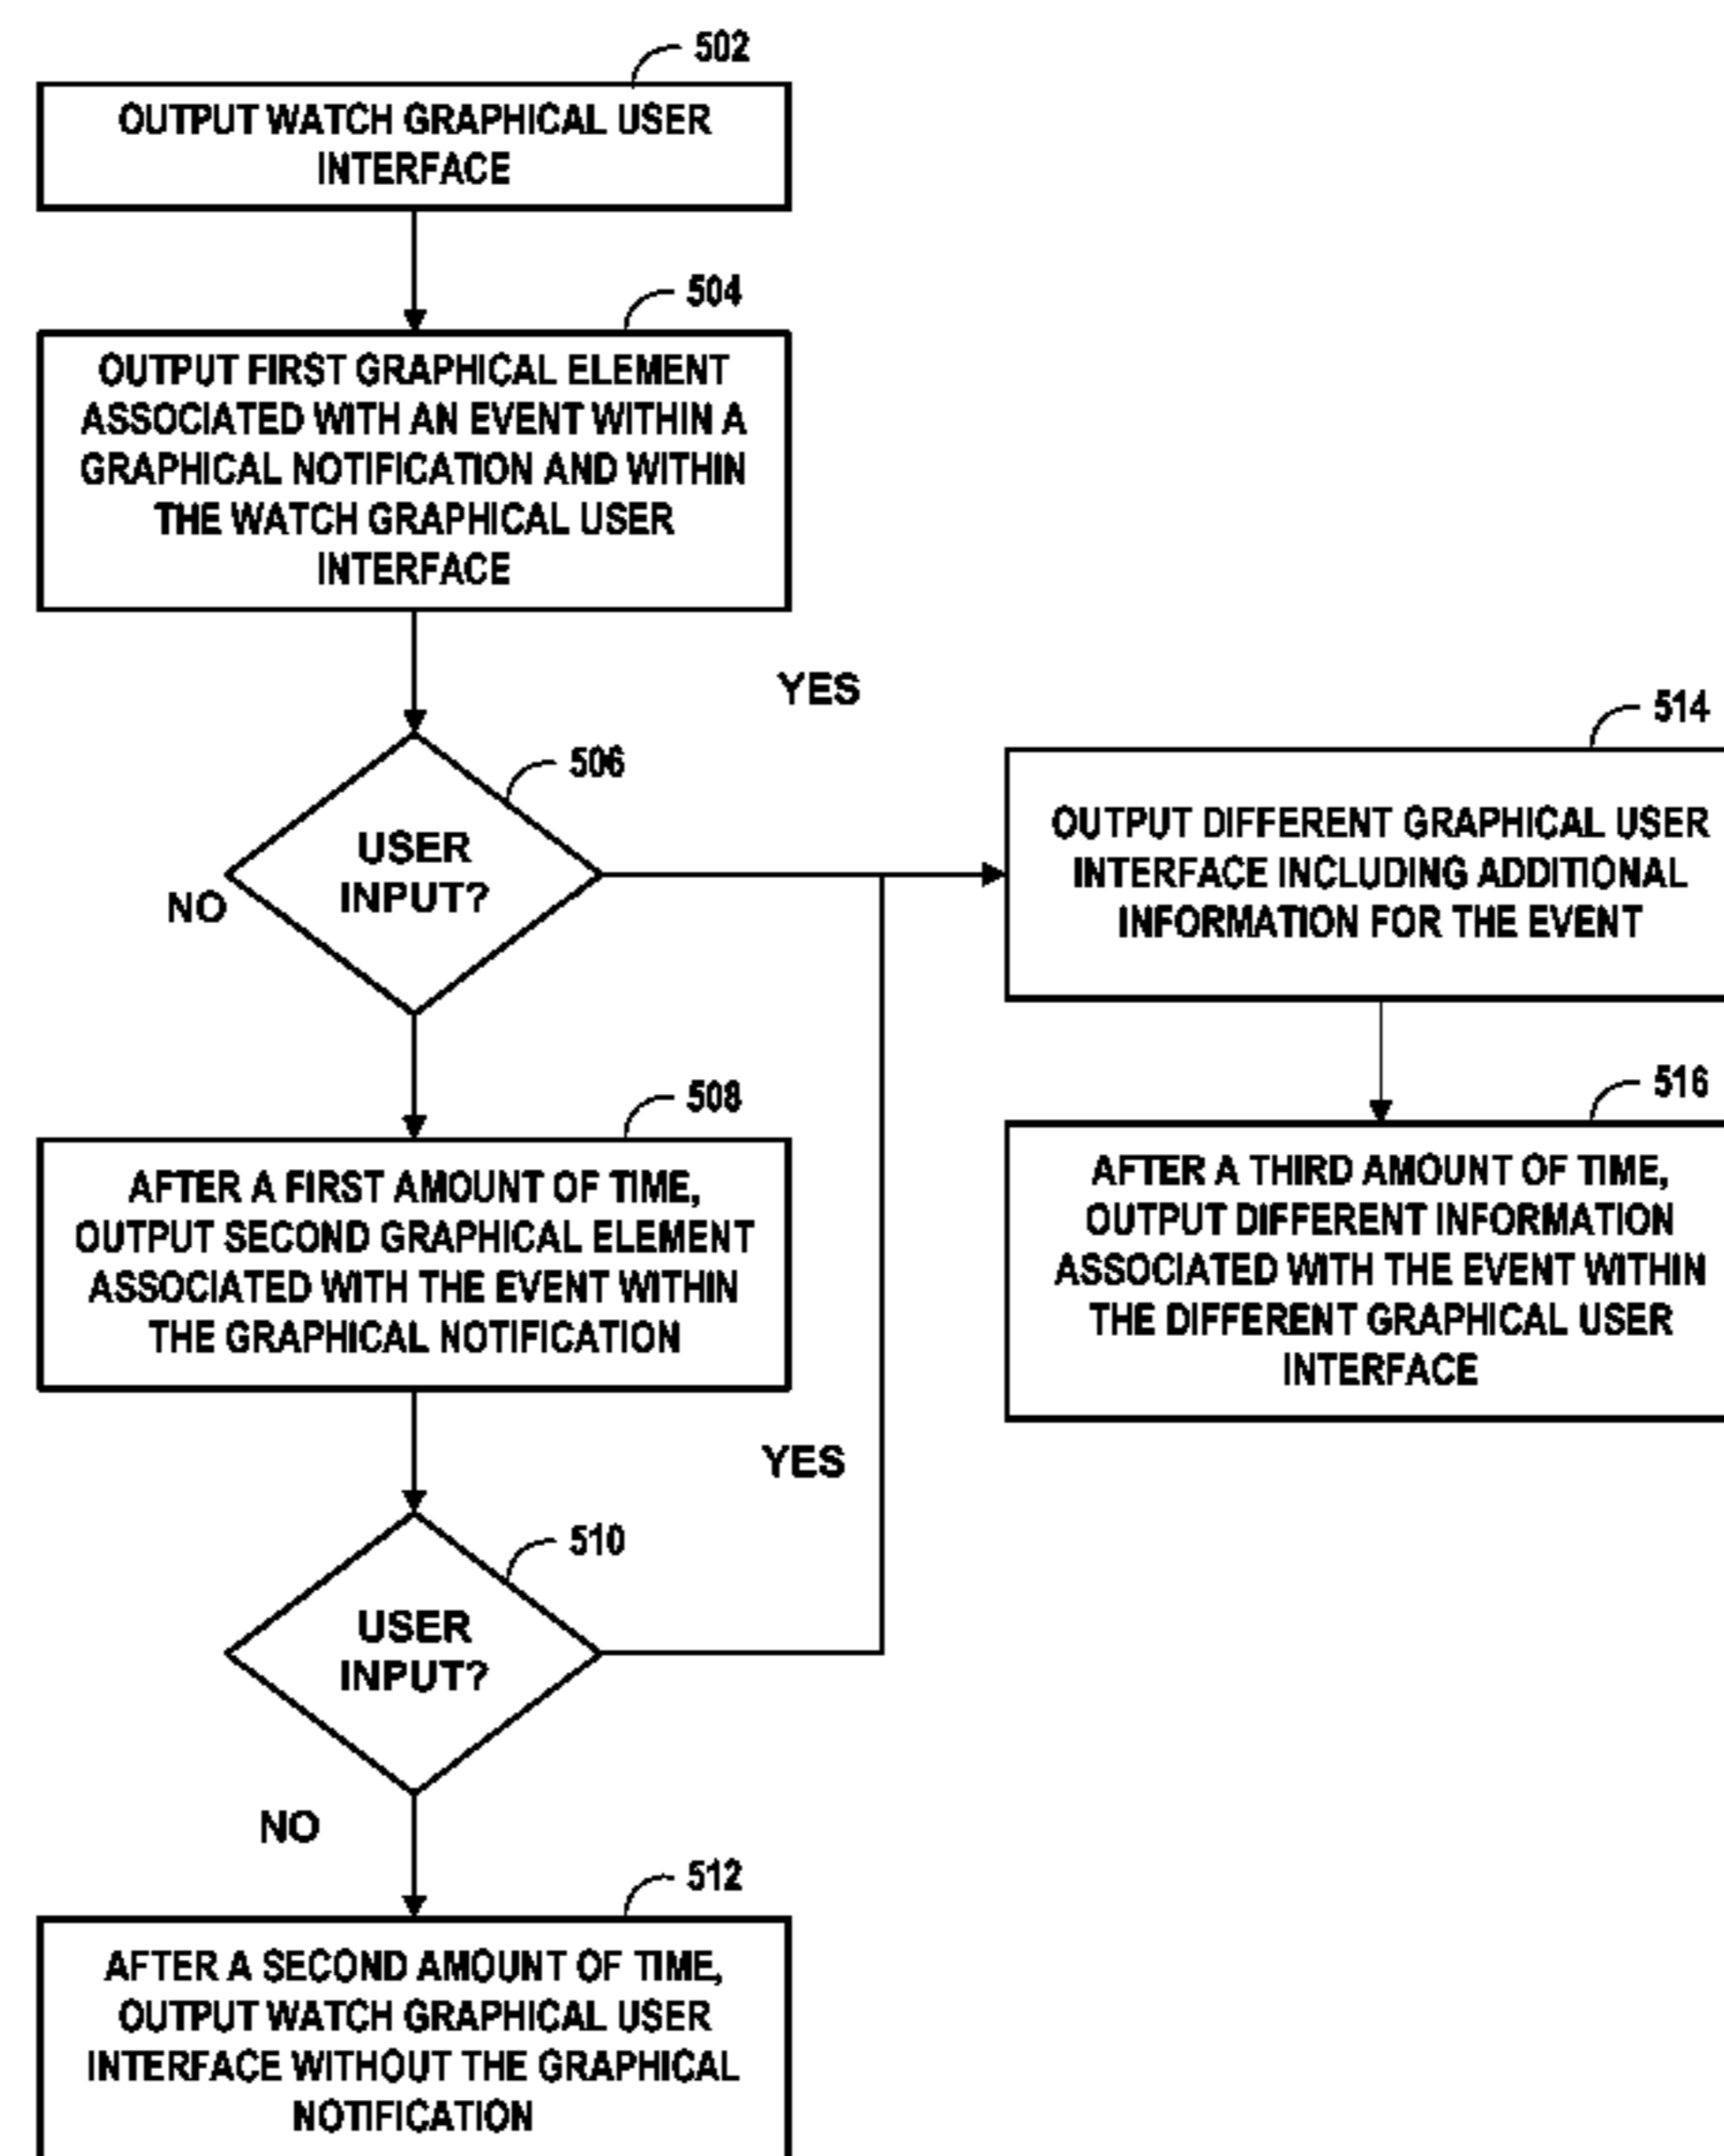 502
OUTPUT WATCH GRAPHICAL USER
INTERFACE
504
OUTPUT FIRST GRAPHICAL ELEMENT
ASSOCIATED WITH AN EVENT WITHIN A
GRAPHICAL NOTIFICATION AND WITHIN
THE WATCH GRAPHICAL USER
INTERFACE
YES
506
USER
INPUT?
NO
514
OUTPUT DIFFERENT GRAPHICAL USER
INTERFACE INCLUDING ADDITIONAL
INFORMATION FOR THE EVENT
508
AFTER A FIRST AMOUNT OF TIME,
OUTPUT SECOND GRAPHICAL ELEMENT
ASSOCIATED WITH THE EVENT WITHIN
THE GRAPHICAL NOTIFICATION
516
AFTER A THIRD AMOUNT OF TIME,
OUTPUT DIFFERENT INFORMATION
ASSOCIATED WITH THE EVENT WITHIN
THE DIFFERENT GRAPHICAL USER
INTERFACE
YES
510
USER
INPUT?
NO
512
AFTER A SECOND AMOUNT OF TIME,
OUTPUT WATCH GRAPHICAL USER
INTERFACE WITHOUT THE GRAPHICAL
NOTIFICATION